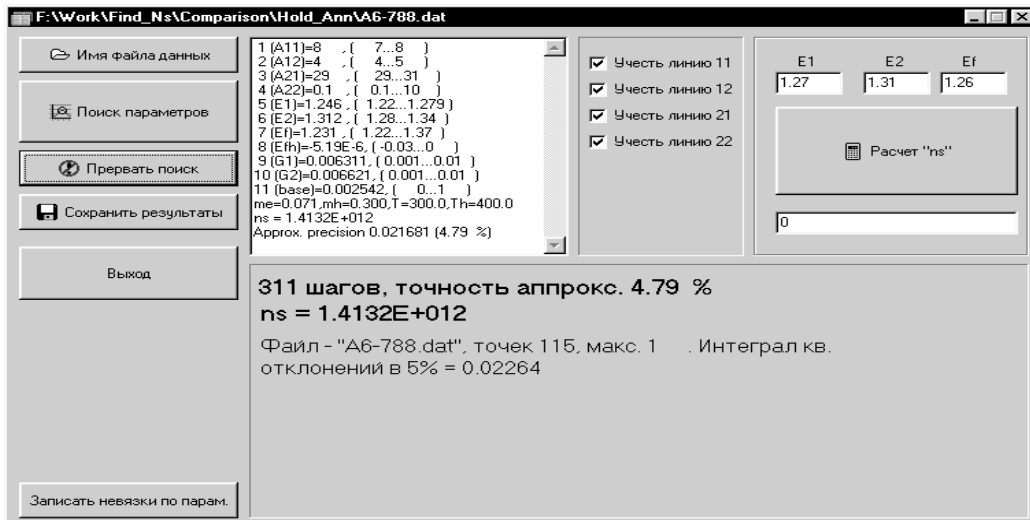 F:\Work\Find_Ns\Comparison\Hold_Ann\A6-788.dat
Имя файла данных
Поиск параметров
Прервать поиск
Сохранить результаты
Выход
Записать невязки по парам.
1 (A11)=8 ,( 7...8 )
2 (A12)=4 ,( 4...5 )
3 (A21)=29 ,( 29...31 )
4 (A22)=0.1 ,( 0.1...10 )
5 (E1)=1.246 ,( 1.22...1.279 )
6 (E2)=1.312 ,( 1.28...1.34 )
7 (Ef)=1.231 ,( 1.22...1.37 )
8 (Efh)=-5.19E-6,( -0.03...0 )
9 (G1)=0.006311,( 0.001...0.01 )
10 (G2)=0.006621,( 0.001...0.01 )
11 (base)=0.002542,( 0...1 )
me=0.071,mh=0.300,T=300.0,Th=400.0
ns = 1.4132E+012
Approx. precision 0.021681 (4.79 %)
Учесть линию 11
Учесть линию 12
Учесть линию 21
Учесть линию 22
E1 E2 Ef
1.27 1.31 1.26
Расчет "ns"
0
311 шагов, точность аппрокс. 4.79 %
ns = 1.4132E+012
Файл - "A6-788.dat", точек 115, макс. 1 . Интеграл кв.
отклонений в 5% = 0.02264